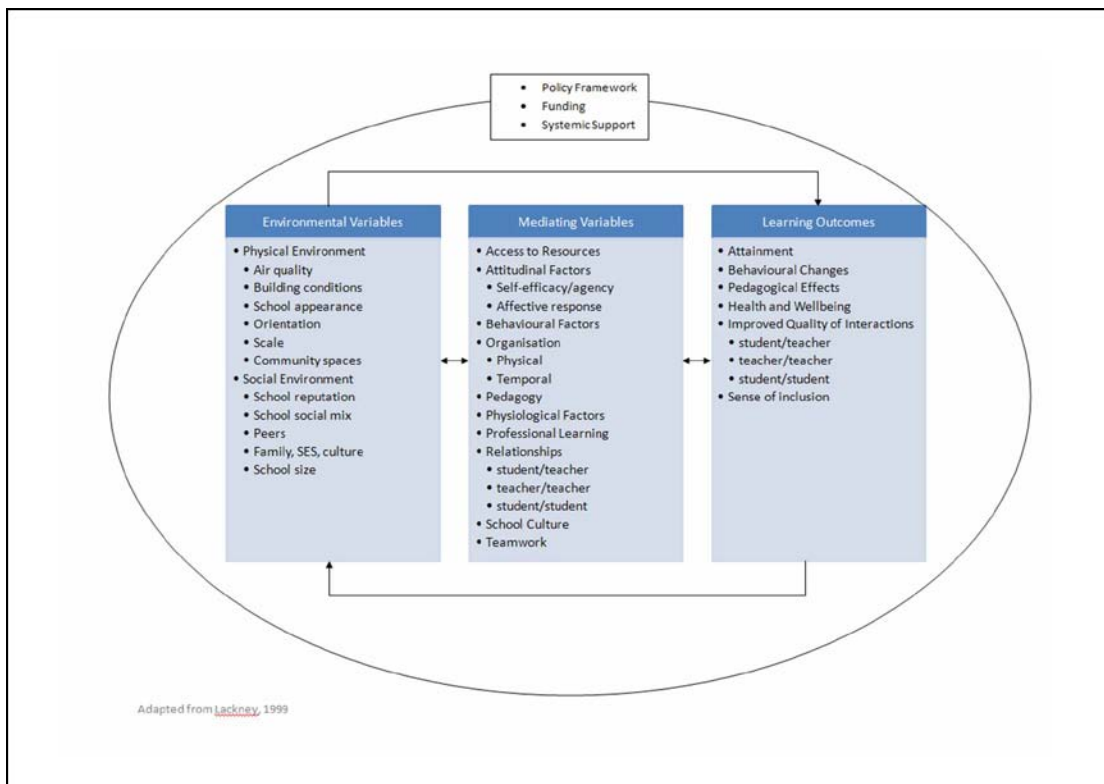 • Policy Framework
• Funding
• Systemic Support
Environmental Variables
• Physical Environment
• Air quality
• Building conditions
• School appearance
• Orientation
• Scale
• Community spaces
• Social Environment
• School reputation
• School social mix
• Peers
• Family, SES, culture
• School size
Mediating Variables
• Access to Resources
• Attitudinal Factors
• Self-efficacy/agency
• Affective response
• Behavioural Factors
• Organisation
• Physical
• Temporal
• Pedagogy
• Physiological Factors
• Professional Learning
• Relationships
• student/teacher
• teacher/teacher
• student/student
• School Culture
• Teamwork
Learning Outcomes
• Attainment
• Behavioural Changes
• Pedagogical Effects
• Health and Wellbeing
• Improved Quality of Interactions
• student/teacher
• teacher/teacher
• student/student
• Sense of inclusion
Adapted from Lackney, 1999